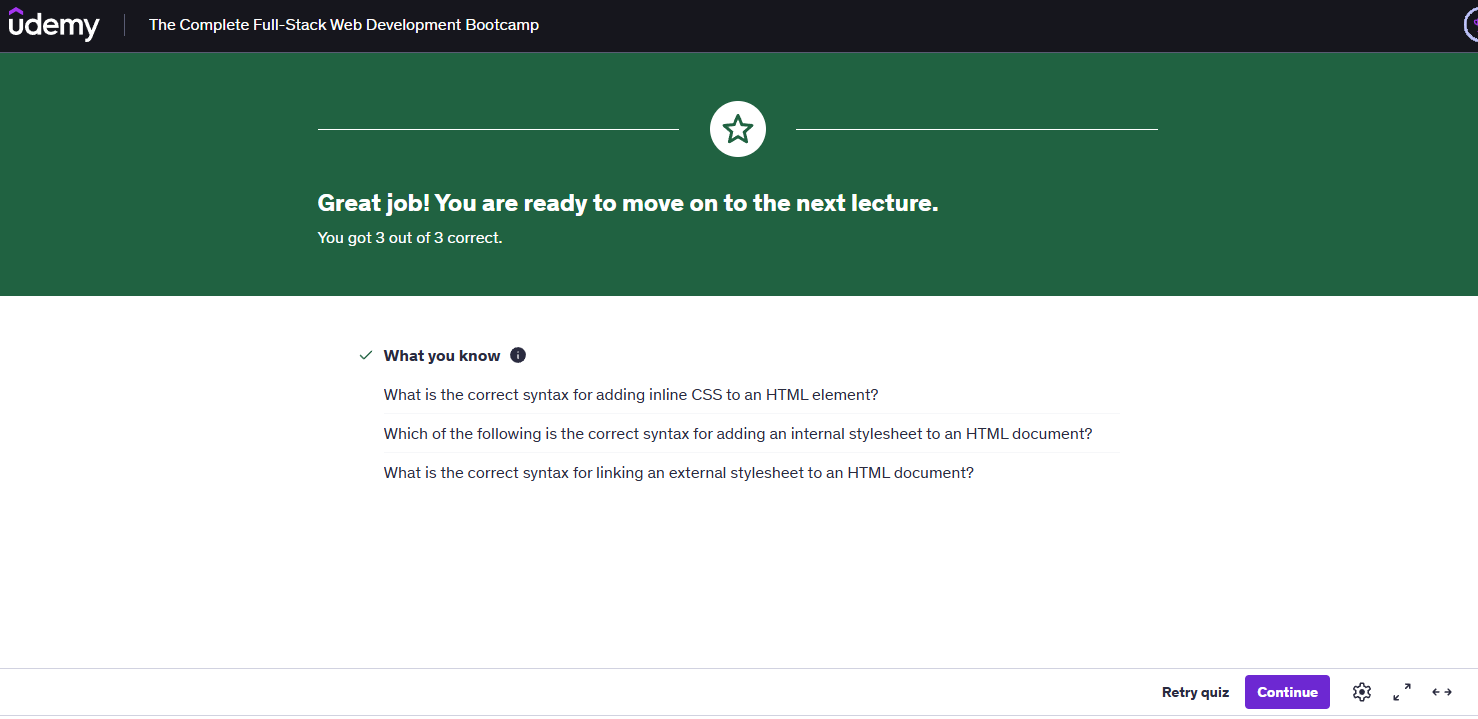 udemy
The Complete Full-Stack Web Development Bootcamp
Great job! You are ready to move on to the next lecture.
You got 3 out of 3 correct.
What you know
What is the correct syntax for adding inline CSS to an HTML element?
Which of the following is the correct syntax for adding an internal stylesheet to an HTML document?
What is the correct syntax for linking an external stylesheet to an HTML document?
Retry quiz
Continue